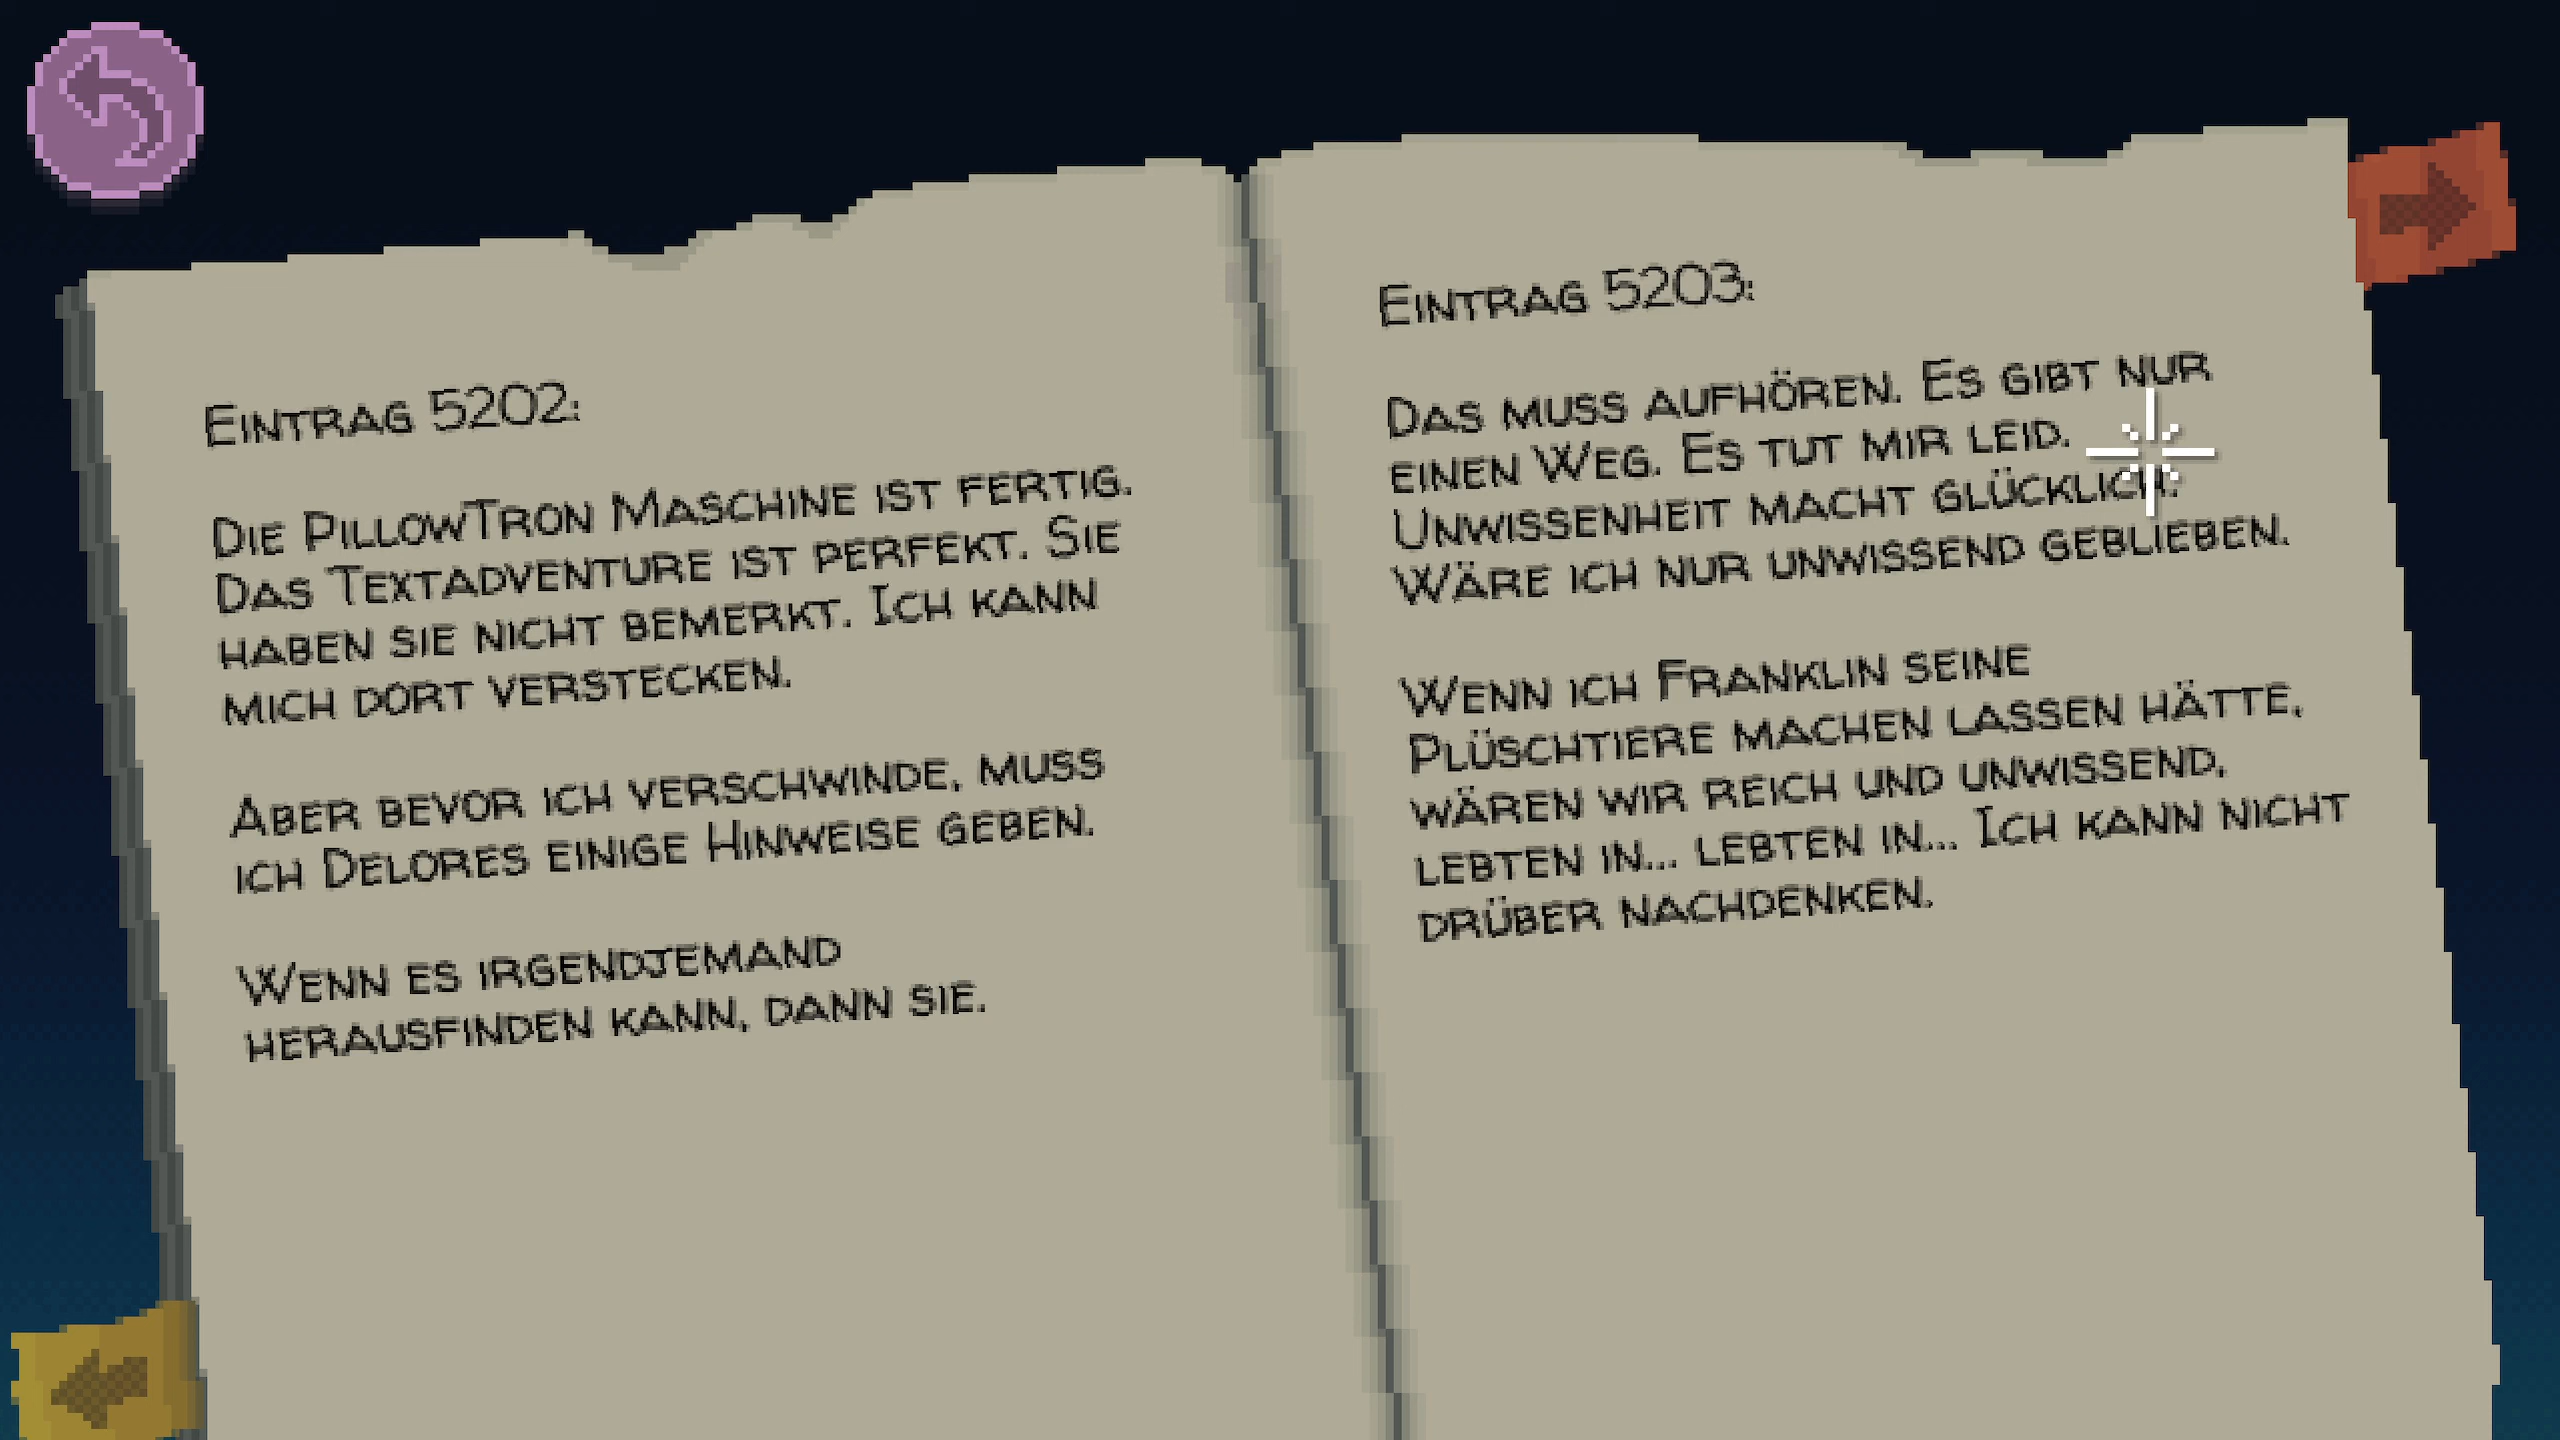 Eintrag 5202:
Die PillowTron Maschine ist fertig.
Das Textadventure ist perfekt. Sie
haben sie nicht bemerkt. Ich kann
mich dort verstecken.
Aber bevor ich verschwinde, muss
ich Delores einige Hinweise geben.
Wenn es irgendjemand
herausfinden kann, dann sie.
Eintrag 5203:
Das muss aufhören. Es gibt nur
einen Weg. Es tut mir leid.
Unwissenheit macht glücklich.
Wäre ich nur unwissend geblieben.
Wenn ich Franklin seine
Plüschtiere machen lassen hätte,
wären wir reich und unwissend,
lebten in... lebten in... Ich kann nicht
drüber nachdenken.